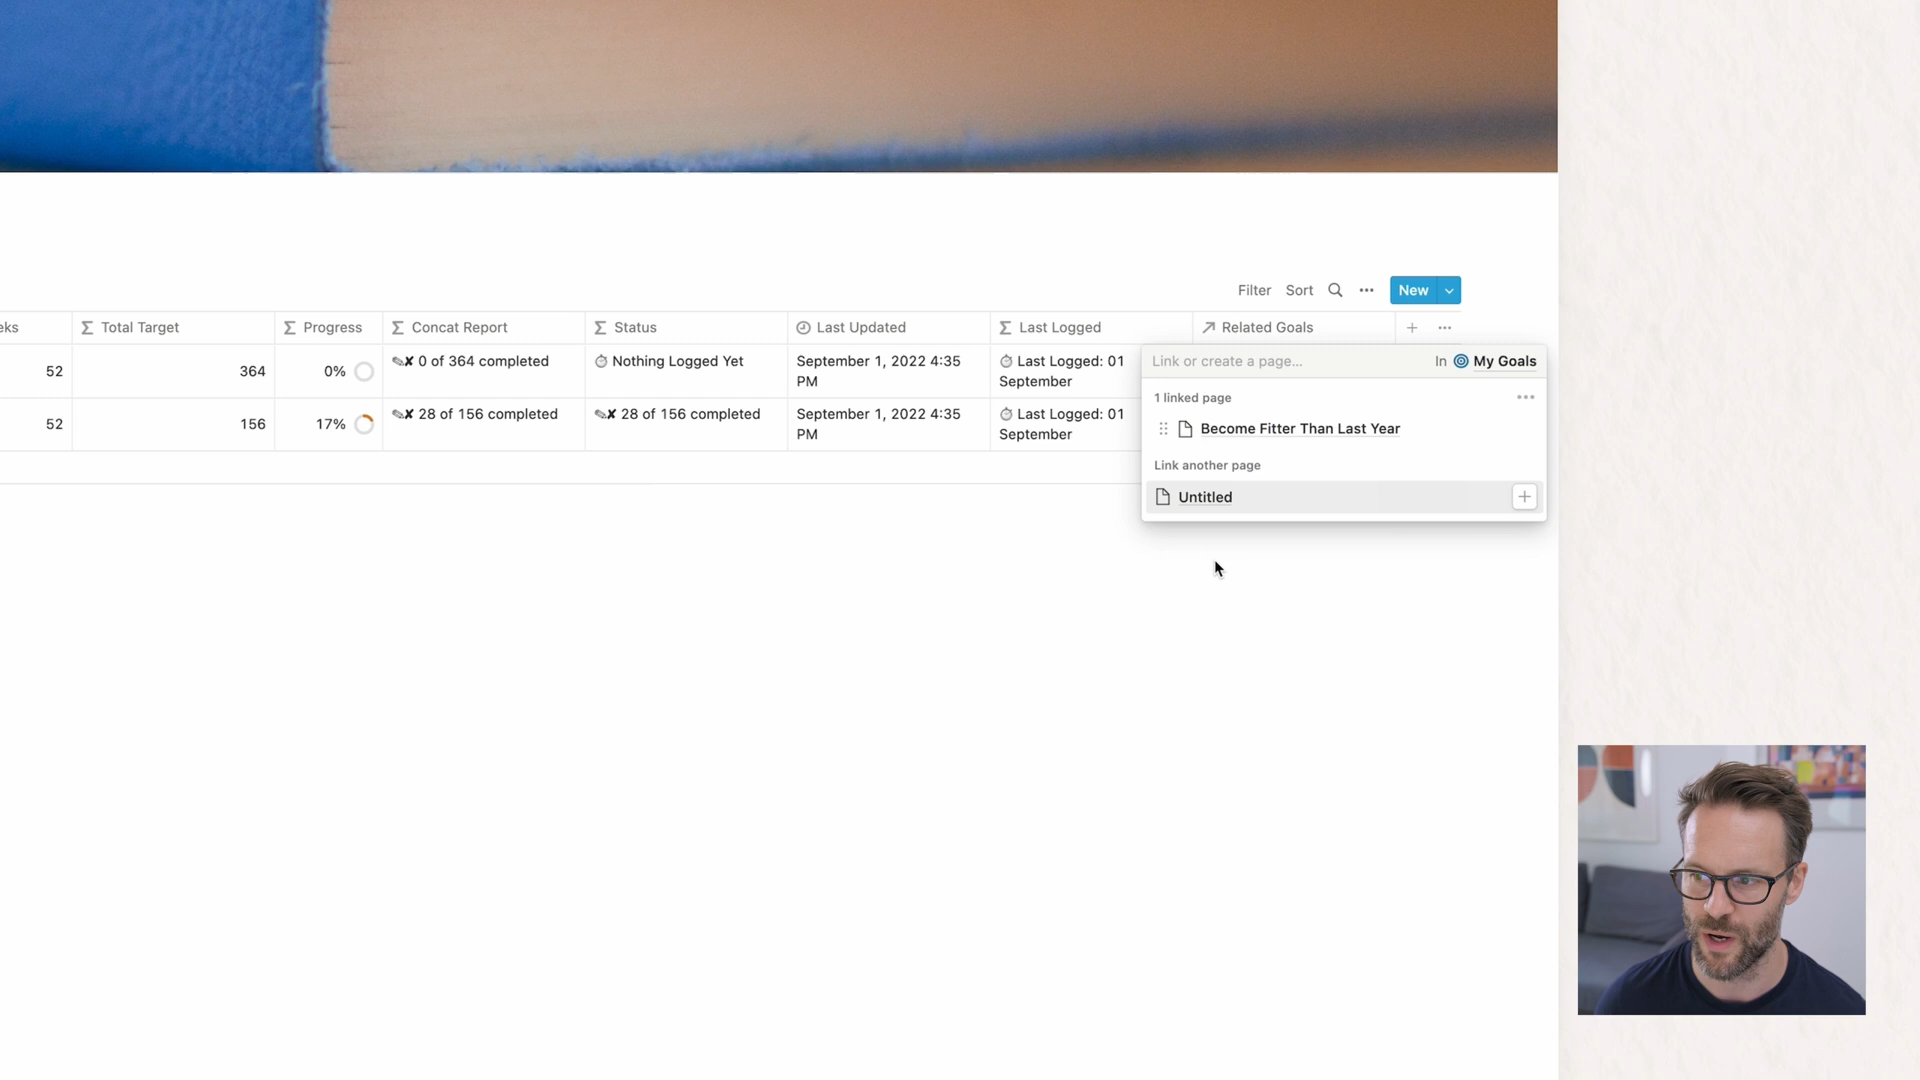 Filter Sort New
eks Total Target Progress Concat Report Status Last Updated Last Logged Related Goals
52 364 0% 0 of 364 completed Nothing Logged Yet September 1, 2022 4:35
PM
Last Logged: 01
September
52 156 17% 28 of 156 completed 28 of 156 completed September 1, 2022 4:35
PM
Last Logged: 01
September
Link or create a page... In My Goals
1 linked page
Become Fitter Than Last Year
Link another page
Untitled